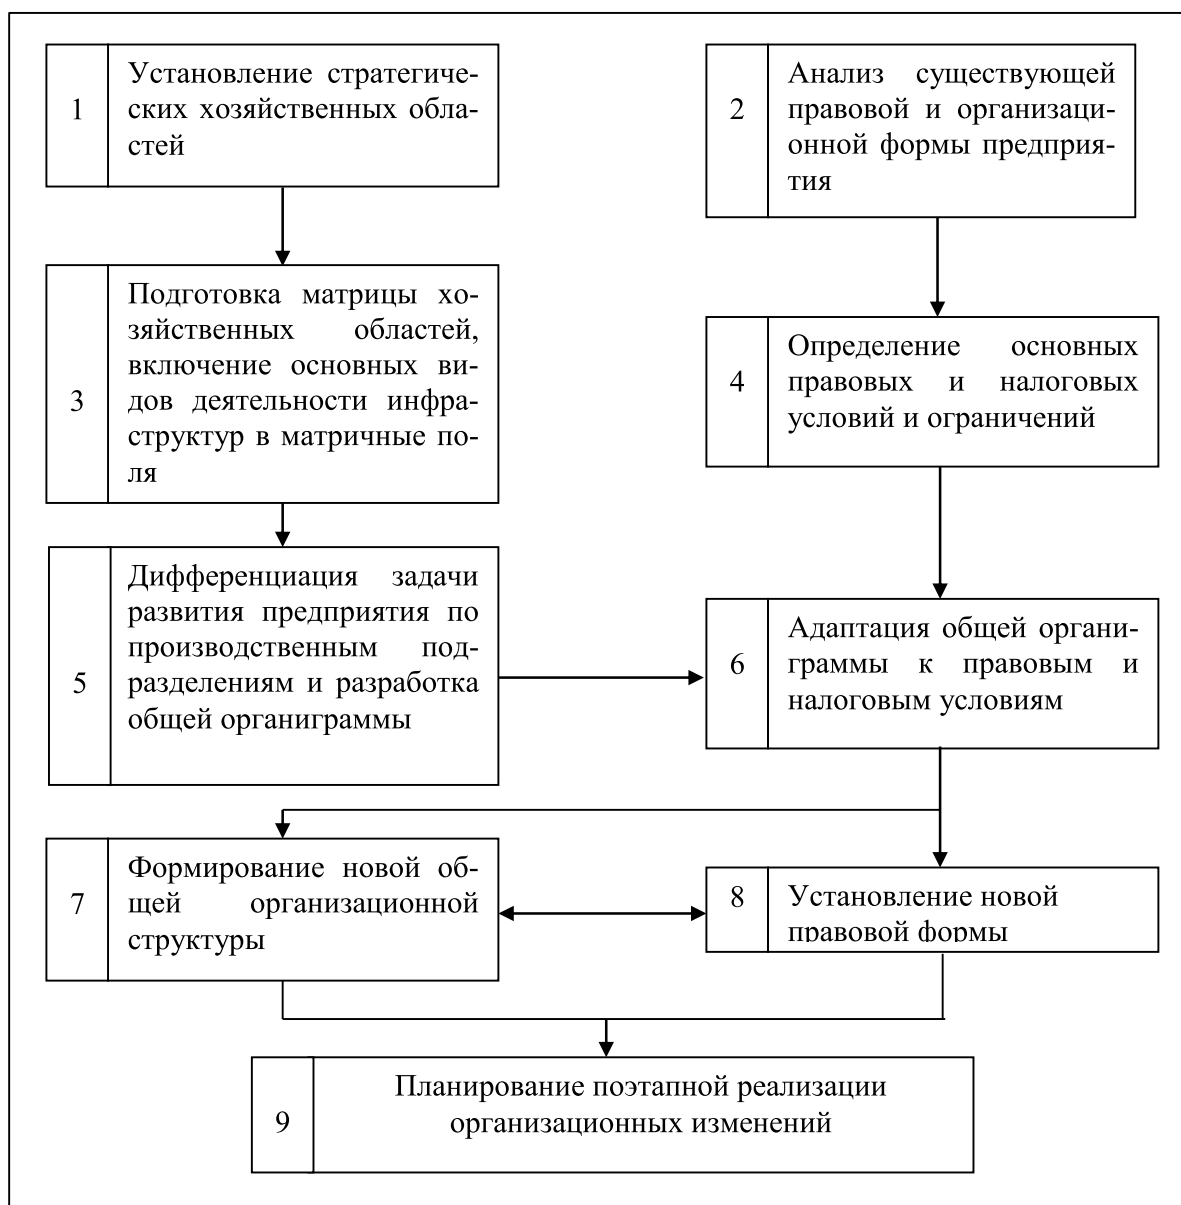 1
Установление стратегиче-
ских хозяйственных обла-
стей
2
Анализ существующей
правовой и организаци-
онной формы предприя-
тия
3
Подготовка матрицы хо-
зяйственных областей,
включение основных ви-
дов деятельности инфра-
структур в матричные по-
ля
4
Определение основных
правовых и налоговых
условий и ограничений
5
Дифференциация задачи
развития предприятия по
производственным под-
разделениям и разработка
общей органиграммы
6
Адаптация общей органи-
граммы к правовым и
налоговым условиям
7
Формирование новой об-
щей организационной
структуры
8
Установление новой
правовой формы
9
Планирование поэтапной реализации
организационных изменений